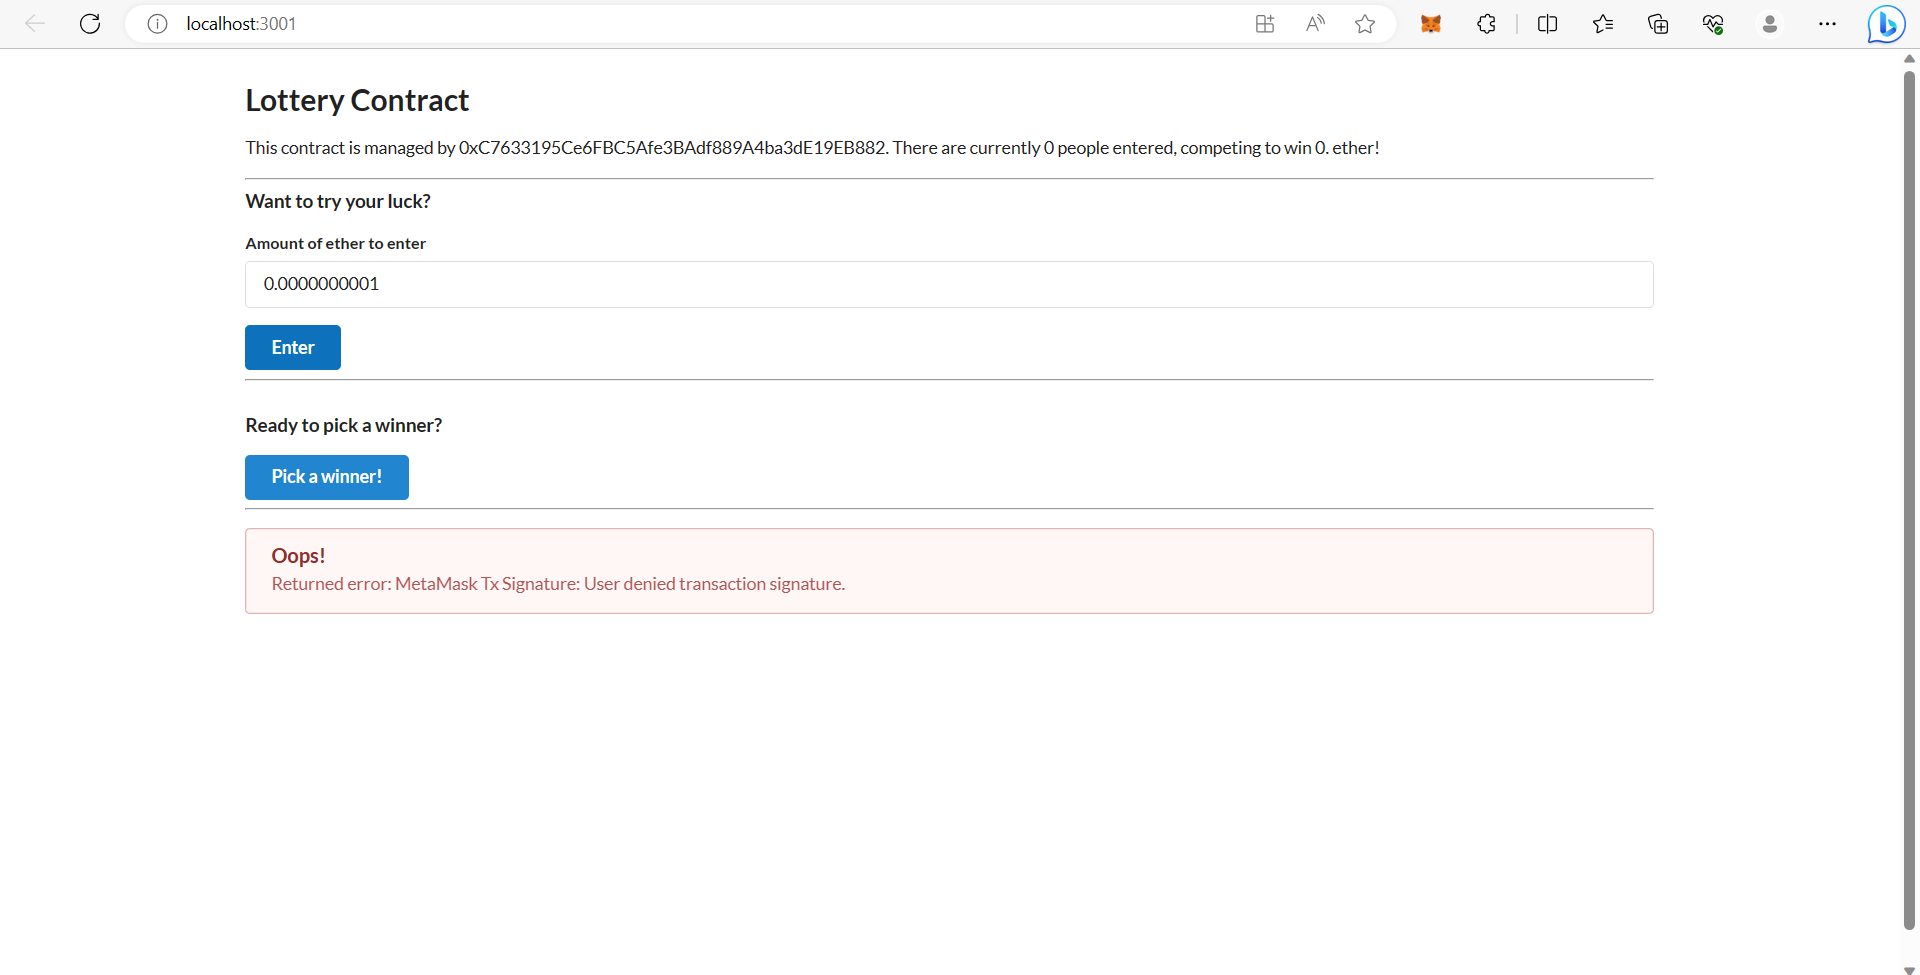 localhost:3001
Lottery Contract
This contract is managed by 0xC7633195Ce6FBC5Afe3BAdf889A4ba3dE19EB882. There are currently 0 people entered, competing to win 0. ether!
Want to try your luck?
Amount of ether to enter
0.0000000001
Enter
Ready to pick a winner?
Pick a winner!
Oops!
Returned error: MetaMask Tx Signature: User denied transaction signature.